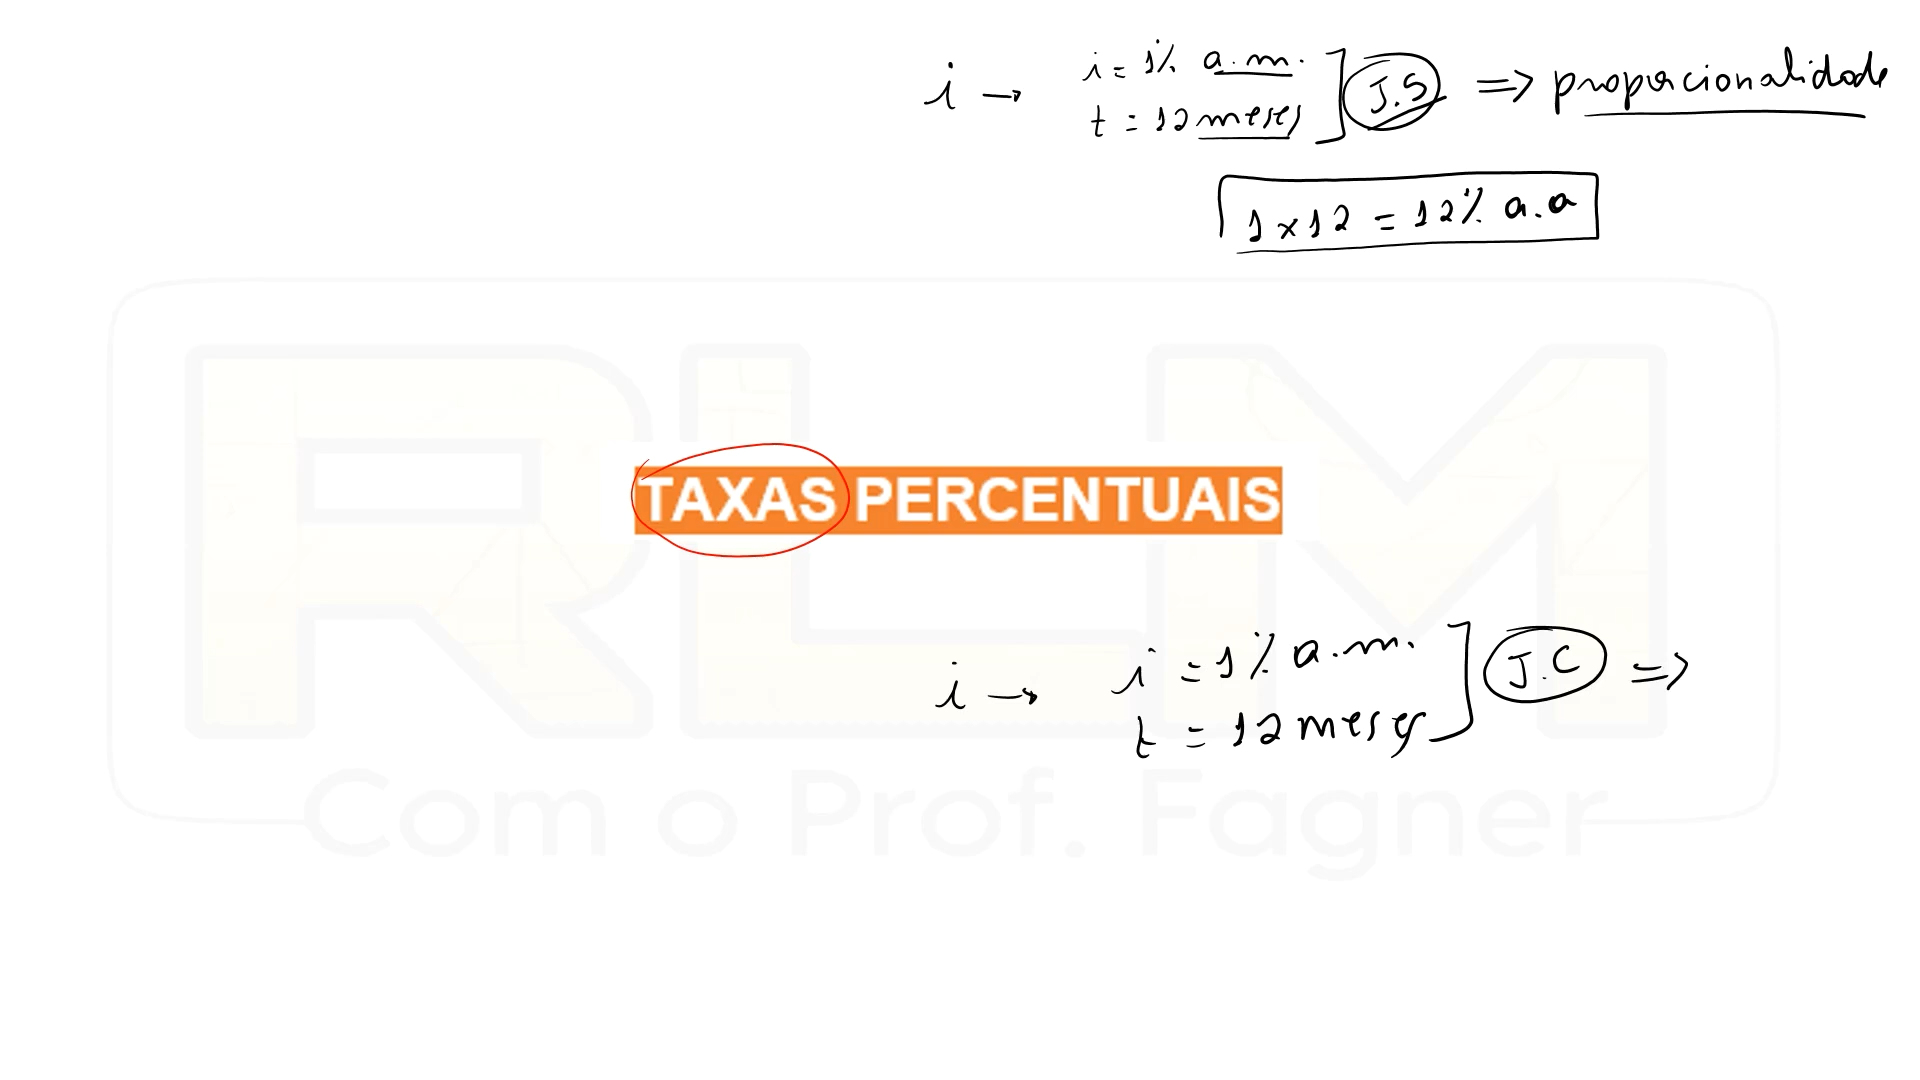 i → i = 1% a.m.
t = 12 meses ] J.S ⇒ proporcionalidade
1 x 12 = 12% a.a
TAXAS PERCENTUAIS
i → i = 1% a.m.
t = 12 meses ] J.C ⇒
RLM
Com o Prof. Fagner